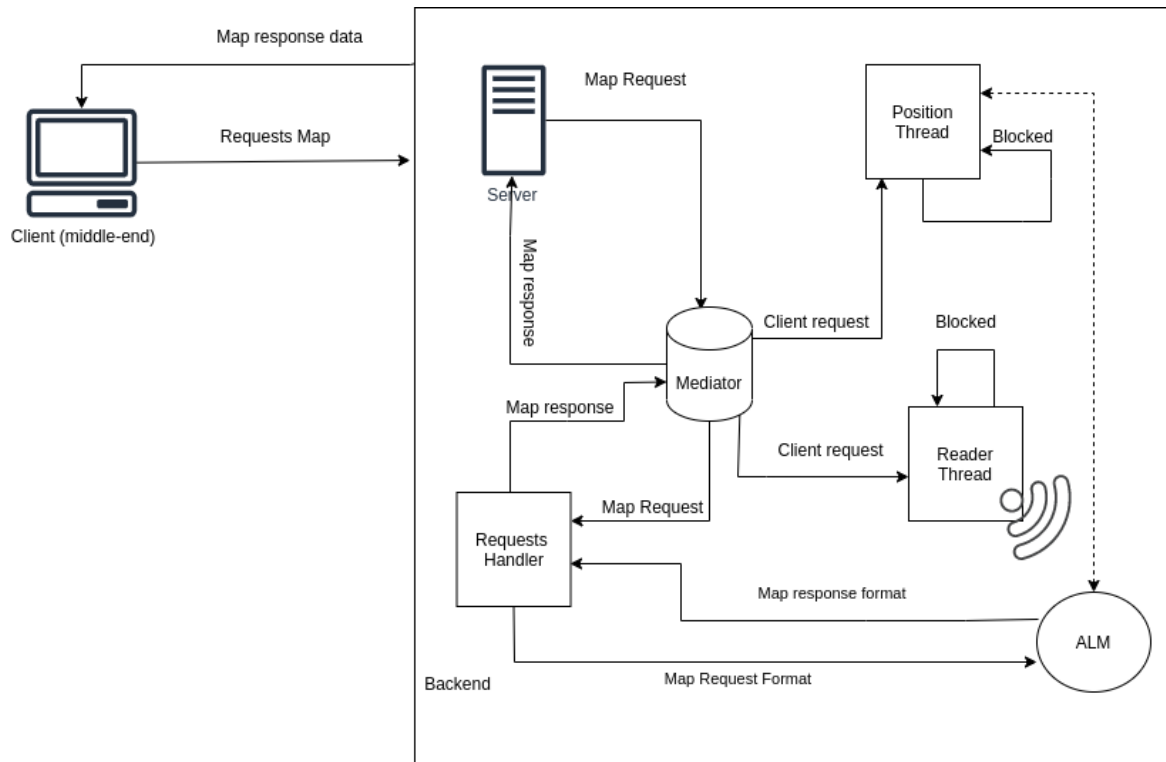 Map response data
Requests Map
Client (middle-end)
Map Request
Server
Position
Thread
Blocked
Map response
Client request
Blocked
Mediator
Map response
Client request
Reader
Thread
Map Request
Requests
Handler
Map response format
ALM
Map Request Format
Backend